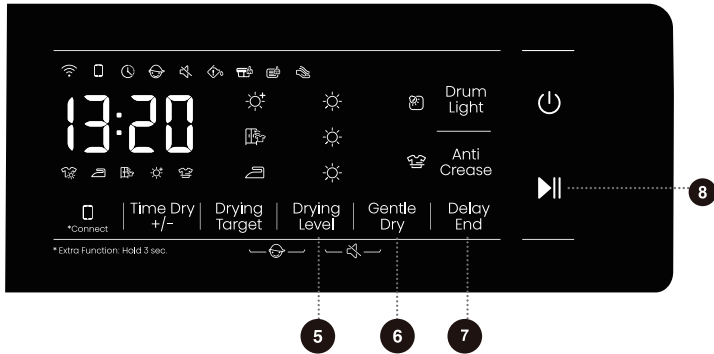 13:20
Drum
Light
Anti
Crease
*Connect
Time Dry
+/-
Drying
Target
Drying
Level
Gentle
Dry
Delay
End
* Extra Function: Hold 3 sec.
8
5
6
7